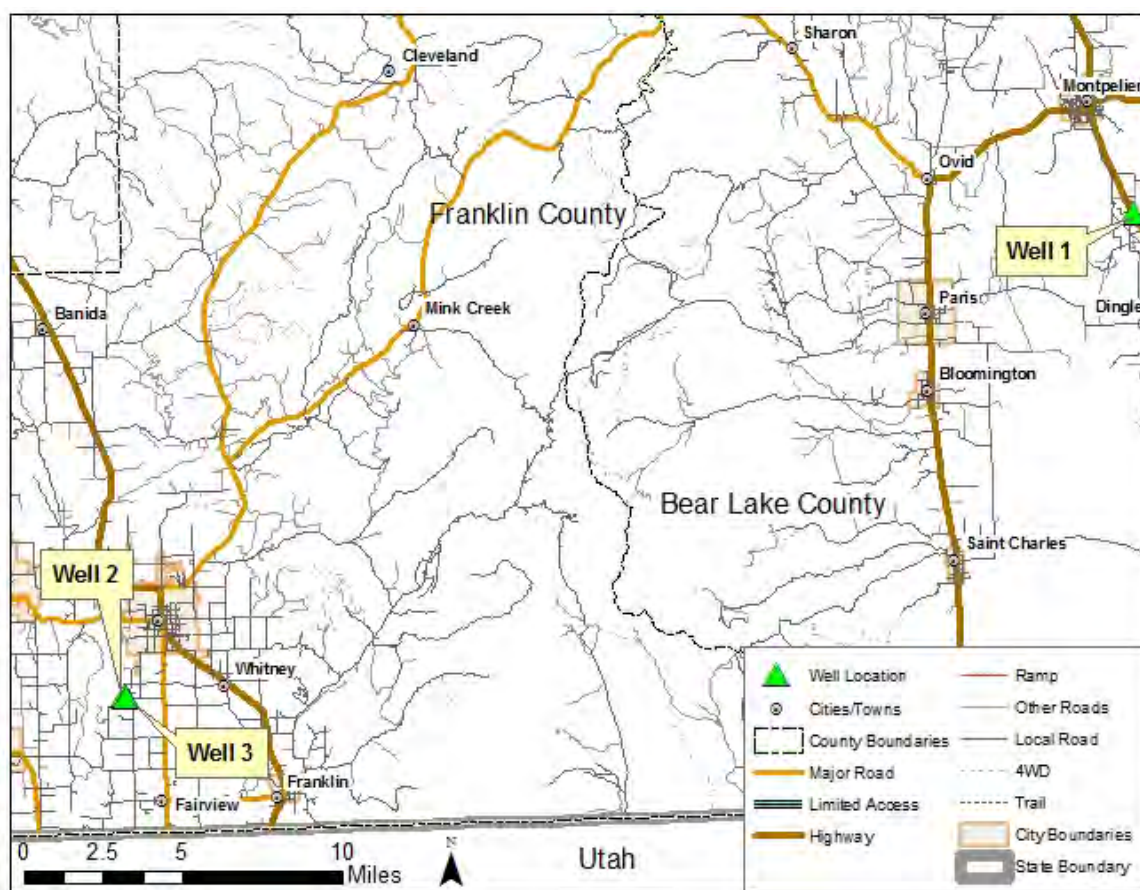 Cleveland
Sharon
Montpelier
Ovid
Franklin County
Well 1
Banida
Mink Creek
Paris
Dingle
Bloomington
Bear Lake County
Saint Charles
Well 2
Whitney
Well 3
Franklin
Fairview
Utah
0 2.5 5 10
Miles
N
Well Location
Cities/Towns
County Boundaries
Major Road
Limited Access
Highway
Ramp
Other Roads
Local Road
4WD
Trail
City Boundaries
State Boundary